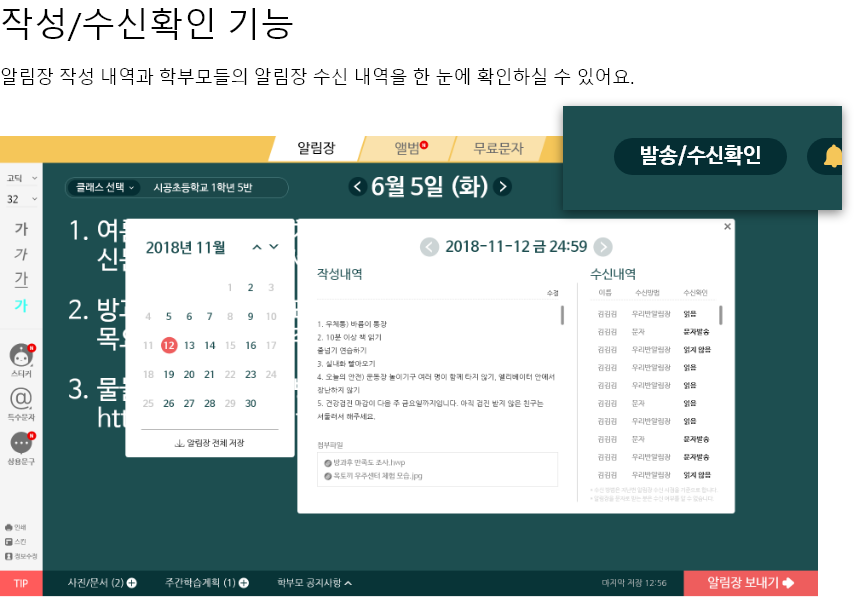 작성/수신확인 기능
알림장 작성 내역과 학부모들의 알림장 수신 내역을 한 눈에 확인하실 수 있어요.
알림장
앨범
무료문자
발송/수신확인
고딕
32
가
가
가
가
스티커
특수문자
상용문구
인쇄
스킨
정보수정
TIP
클래스 선택
시공초등학교 1학년 5반
6월 5일 (화)
1. 여
신
2. 방
목
3. 물
htt
2018년 11월
1 2 3
4 5 6 7 8 9 10
11 12 13 14 15 16 17
18 19 20 21 22 23 24
25 26 27 28 29 30
알림장 전체 저장
2018-11-12 금 24:59
작성내역
수정
1. 우체통) 바름이 통장
2. 10분 이상 책 읽기
줄넘기 연습하기
3. 실내화 빨아오기
4. 오늘의 안전) 운동장 놀이기구 여러 명이 함께 타지 않기, 엘리베이터 안에서
장난하지 않기
5. 건강검진 마감이 다음 주 금요일까지입니다. 아직 검진 받지 않은 친구는
서둘러서 해주세요.
첨부파일
방과후 만족도 조사.hwp
옥토끼 우주센터 체험 모습.jpg
수신내역
이름 수신방법 수신확인
김김김 우리반알림장 읽음
김김김 문자 문자발송
김김김 우리반알림장 읽지 않음
김김김 우리반알림장 읽음
김김김 우리반알림장 읽음
김김김 문자 읽음
김김김 우리반알림장 읽음
김김김 문자 문자발송
김김김 우리반알림장 문자발송
김김김 우리반알림장 읽지 않음
사진/문서 (2)
주간학습계획 (1)
학부모 공지사항
마지막 저장 12:56
알림장 보내기